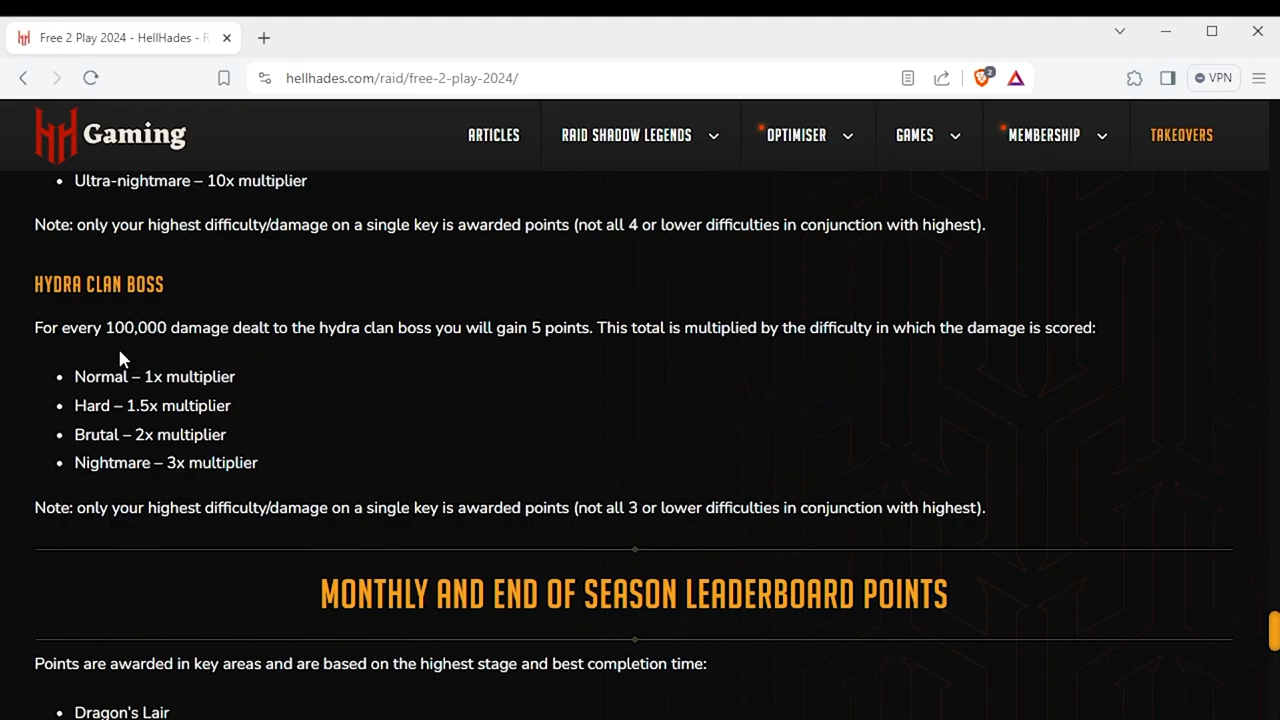 Free 2 Play 2024 - HellHades - R
hellhades.com/raid/free-2-play-2024/
2
VPN
Gaming
ARTICLES
RAID SHADOW LEGENDS
OPTIMISER
GAMES
MEMBERSHIP
TAKEOVERS
• Ultra-nightmare – 10x multiplier
Note: only your highest difficulty/damage on a single key is awarded points (not all 4 or lower difficulties in conjunction with highest).
HYDRA CLAN BOSS
For every 100,000 damage dealt to the hydra clan boss you will gain 5 points. This total is multiplied by the difficulty in which the damage is scored:
• Normal – 1x multiplier
• Hard – 1.5x multiplier
• Brutal – 2x multiplier
• Nightmare – 3x multiplier
Note: only your highest difficulty/damage on a single key is awarded points (not all 3 or lower difficulties in conjunction with highest).
MONTHLY AND END OF SEASON LEADERBOARD POINTS
Points are awarded in key areas and are based on the highest stage and best completion time:
• Dragon's Lair